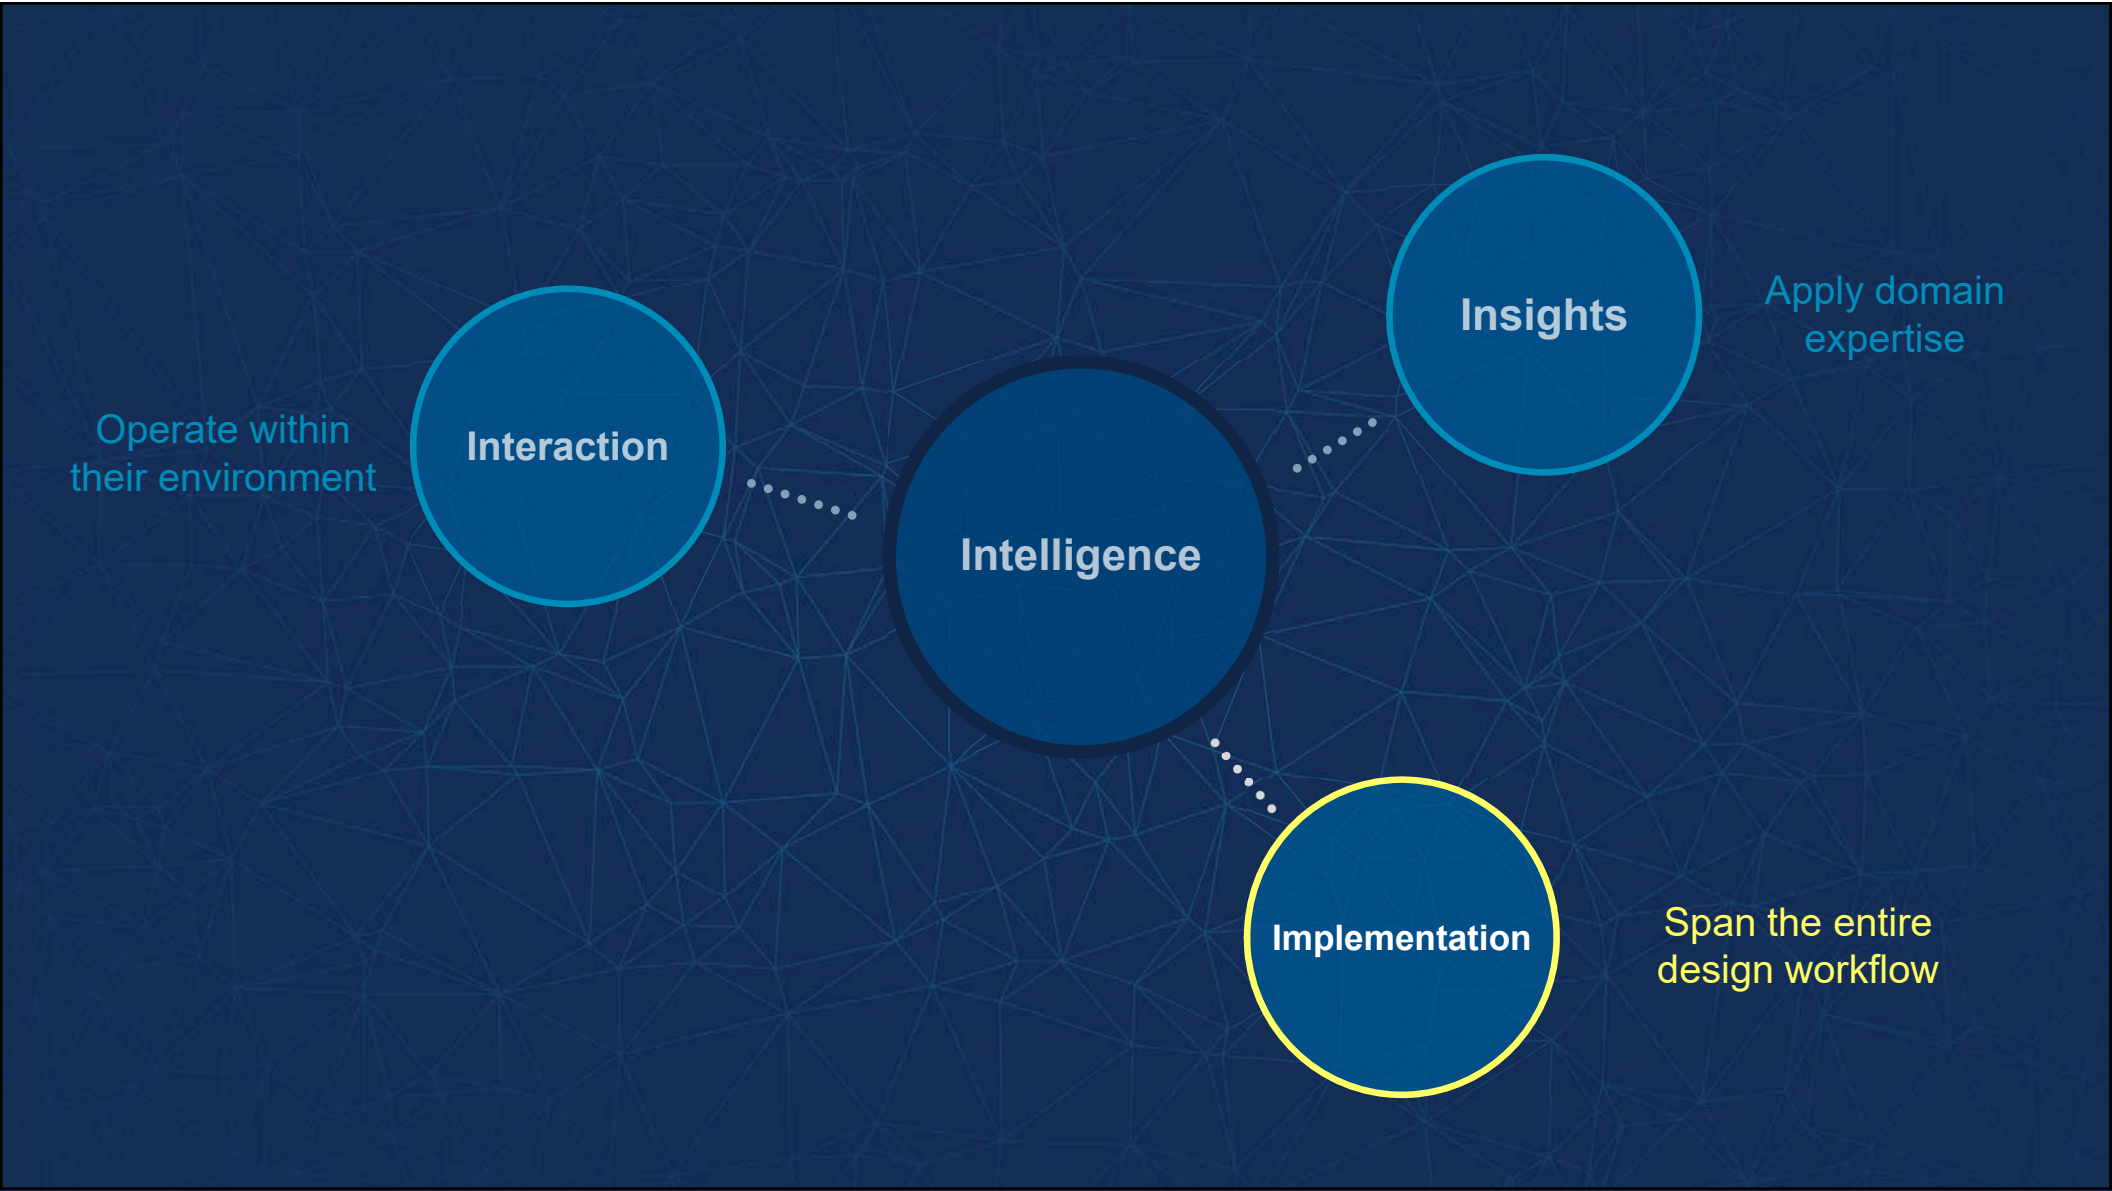 Insights
Apply domain
expertise
Operate within
their environment
Interaction
Intelligence
Implementation
Span the entire
design workflow